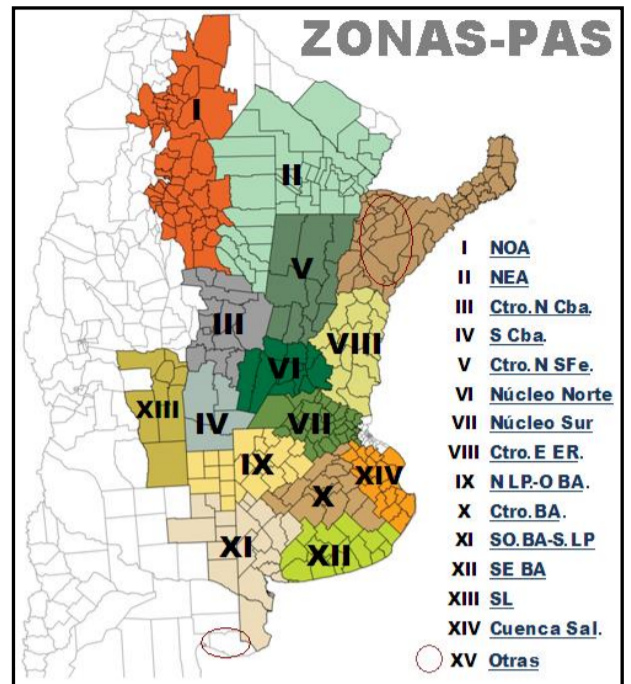 ZONAS-PAS
I
II
V
III
VIII
VI
XIII
IV
VII
IX
XIV
X
XI
XII
I NOA
II NEA
III Ctro.N Cba.
IV S Cba.
V Ctro.N SFe.
VI Núcleo Norte
VII Núcleo Sur
VIII Ctro.E ER.
IX N LP.-O BA.
X Ctro.BA.
XI SO.BA-S.LP
XII SE BA
XIII SL
XIV Cuenca Sal.
XV Otras